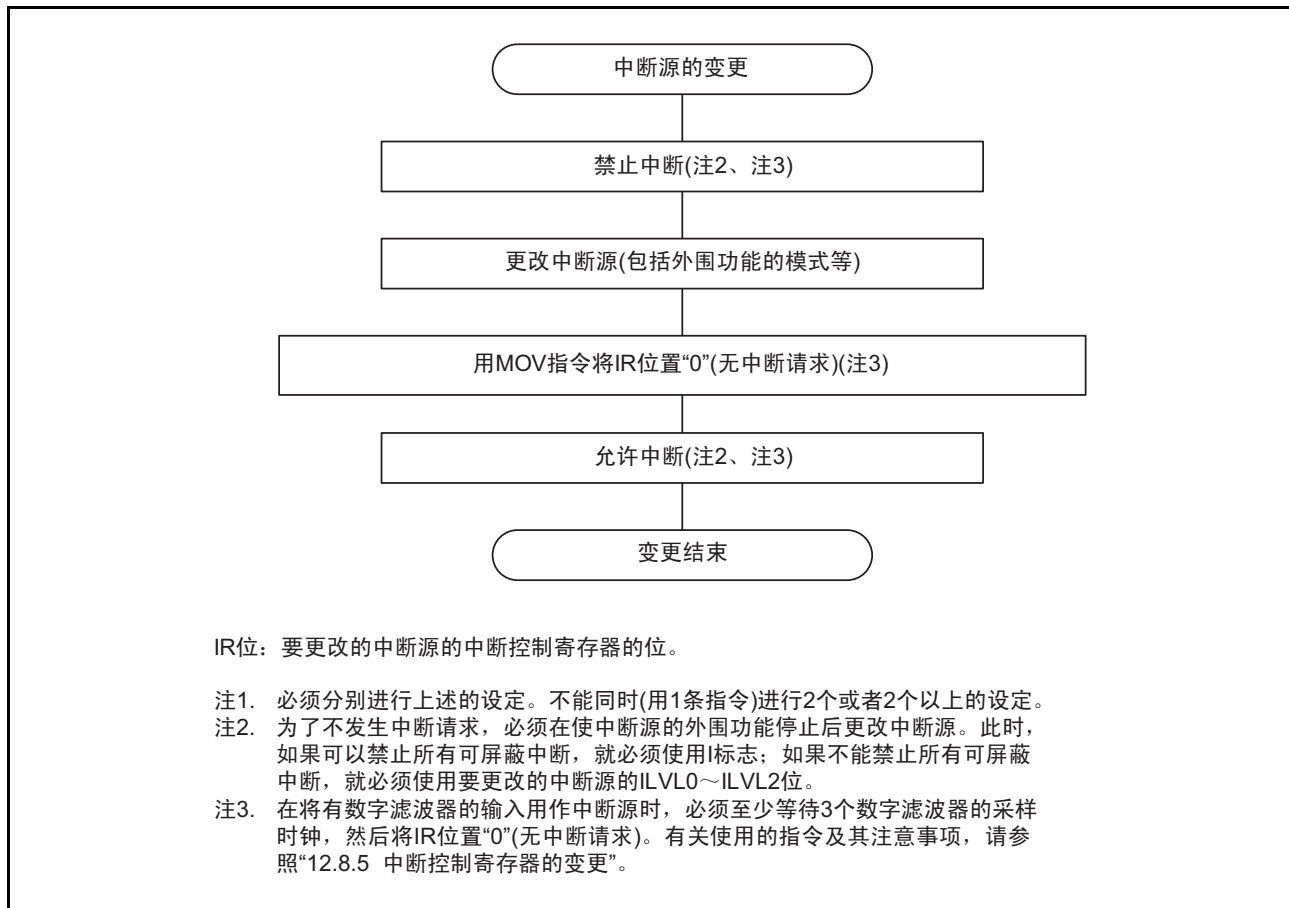 中断源的变更
禁止中断(注2、注3)
更改中断源(包括外围功能的模式等)
用MOV指令将IR位置“0”(无中断请求)(注3)
允许中断(注2、注3)
变更结束
IR位：要更改的中断源的中断控制寄存器的位。
注1. 必须分别进行上述的设定。不能同时(用1条指令)进行2个或者2个以上的设定。
注2. 为了不发生中断请求，必须在使中断源的外围功能停止后更改中断源。此时，
如果可以禁止所有可屏蔽中断，就必须使用I标志；如果不能禁止所有可屏蔽
中断，就必须使用要更改的中断源的ILVL0～ILVL2位。
注3. 在将有数字滤波器的输入用作中断源时，必须至少等待3个数字滤波器的采样
时钟，然后将IR位置“0”(无中断请求)。有关使用的指令及其注意事项，请参
照“12.8.5 中断控制寄存器的变更”。